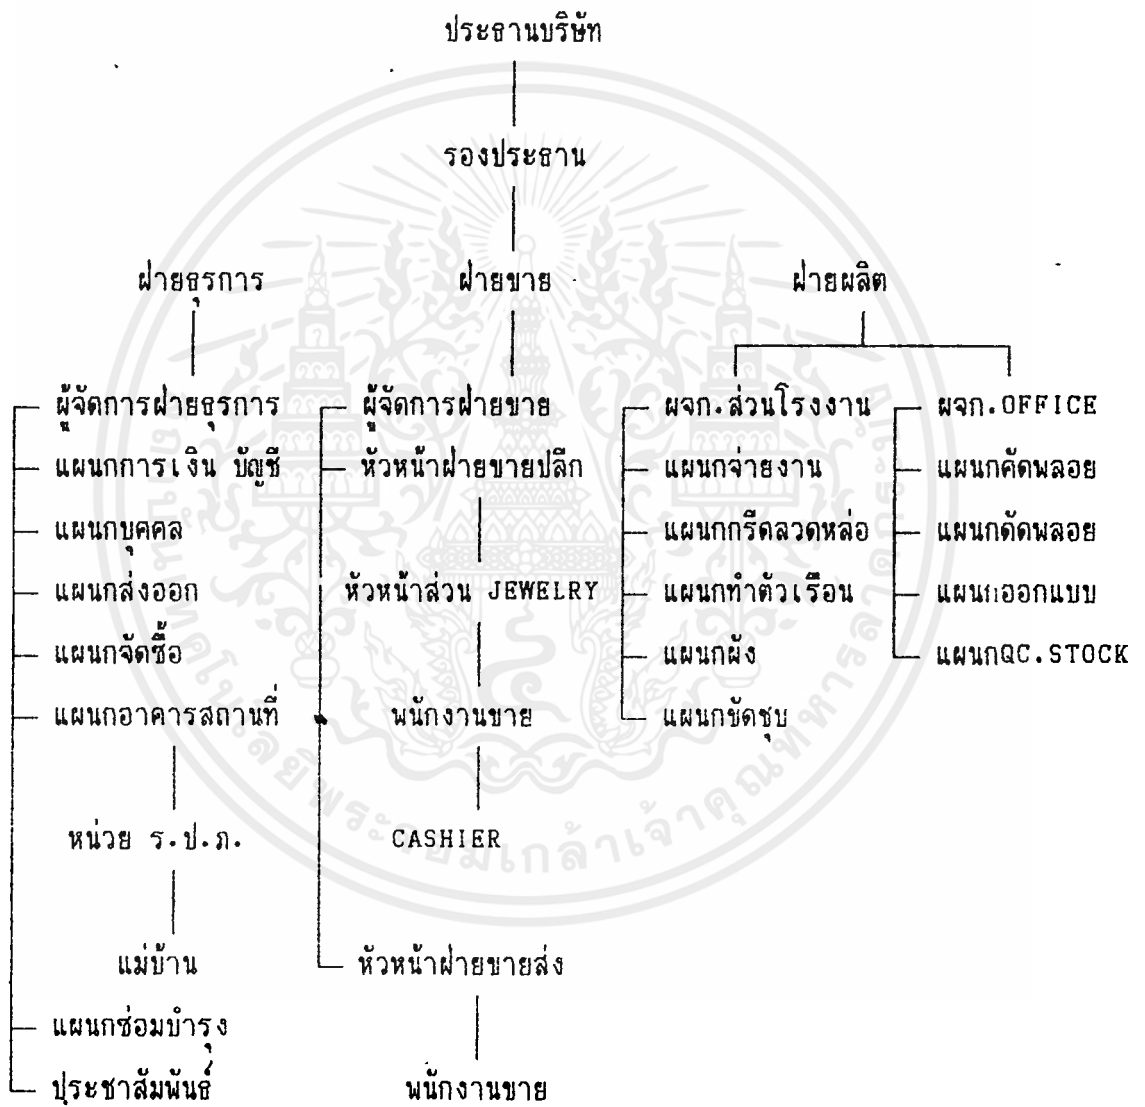 ประธานบริษัท
รองประธาน
ฝ่ายธุรการ ฝ่ายขาย ฝ่ายผลิต
ผู้จัดการฝ่ายธุรการ ผู้จัดการฝ่ายขาย ผจก.ส่วนโรงงาน ผจก.OFFICE
แผนกการเงิน บัญชี หัวหน้าฝ่ายขายปลีก แผนกจ่ายงาน แผนกคัดพลอย
แผนกบุคคล แผนกกรีดลวดหล่อ แผนกตัดพลอย
แผนกส่งออก หัวหน้าส่วน JEWELRY แผนกทำตัวเรือน แผนกออกแบบ
แผนกจัดซื้อ แผนกฝัง แผนกQC.STOCK
แผนกอาคารสถานที่ พนักงานขาย แผนกขัดชุบ
หน่วย ร.ป.ภ. CASHIER
แม่บ้าน หัวหน้าฝ่ายขายส่ง
แผนกซ่อมบำรุง
ประชาสัมพันธ์ พนักงานขาย